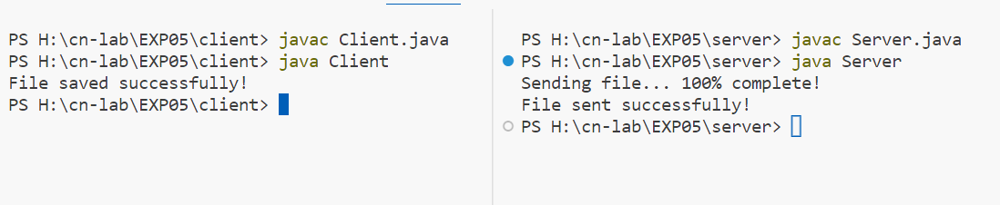 PS H:\cn-lab\EXP05\client> javac Client.java
PS H:\cn-lab\EXP05\client> java Client
File saved successfully!
PS H:\cn-lab\EXP05\client>
PS H:\cn-lab\EXP05\server> javac Server.java
PS H:\cn-lab\EXP05\server> java Server
Sending file... 100% complete!
File sent successfully!
PS H:\cn-lab\EXP05\server>